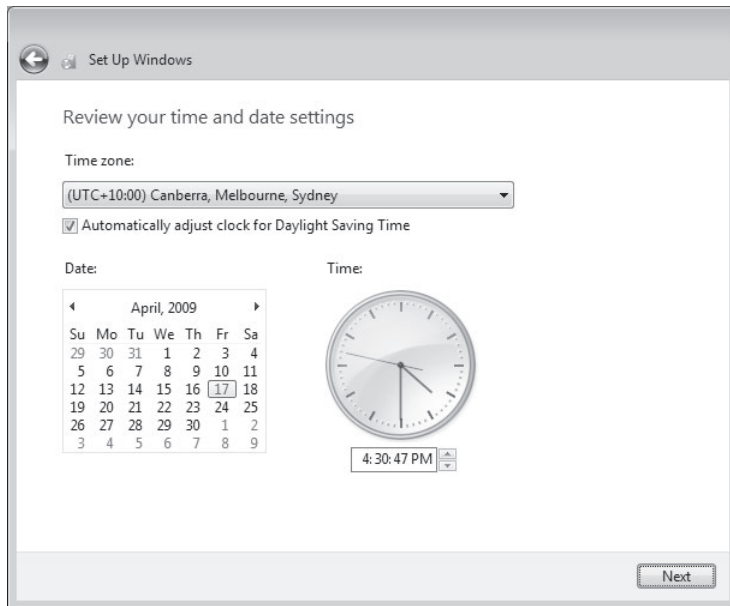 Set Up Windows
Review your time and date settings
Time zone:
(UTC+10:00) Canberra, Melbourne, Sydney
Automatically adjust clock for Daylight Saving Time
Date:
Time:
April, 2009
Su Mo Tu We Th Fr Sa
29 30 31 1 2 3 4
5 6 7 8 9 10 11
12 13 14 15 16 17 18
19 20 21 22 23 24 25
26 27 28 29 30 1 2
3 4 5 6 7 8 9
4:30:47 PM
Next